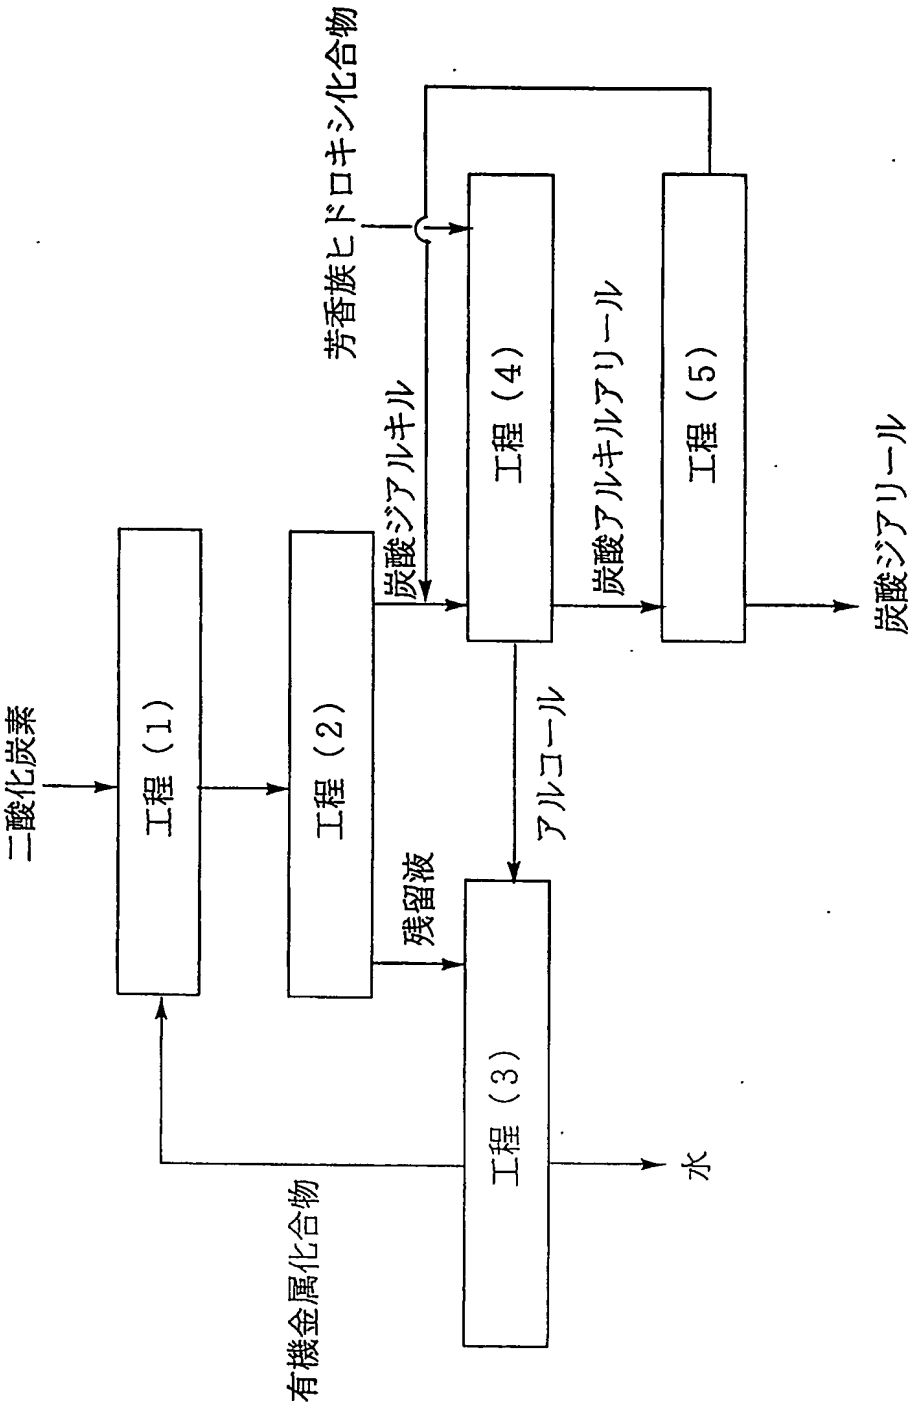 二酸化炭素
工程 (1)
工程 (2)
残留液
炭酸ジアルキル
芳香族ヒドロキシ化合物
有機金属化合物
工程 (3)
アルコール
工程 (4)
水
炭酸アルキルアリール
工程 (5)
炭酸ジアリール